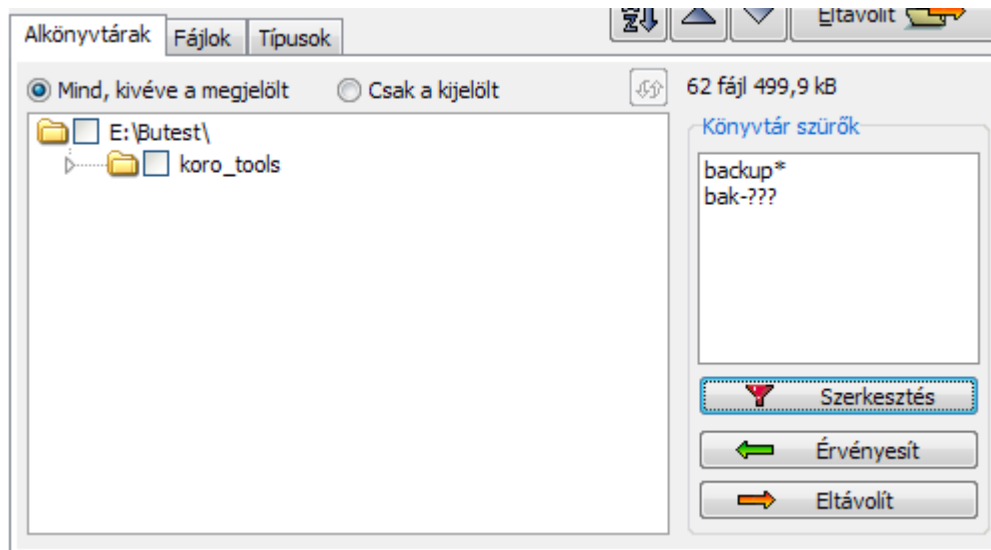 Eltávolít
Alkönyvtárak
Fájlok
Típusok
Mind, kivéve a megjelölt
Csak a kijelölt
62 fájl 499,9 kB
E:\Butest\
koro_tools
Könyvtár szürők
backup*
bak-???
Szerkesztés
Érvényesít
Eltávolít